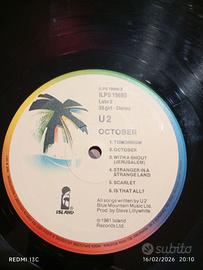 ILPS 19680
Lato 2
33 giri - Stereo
U2
OCTOBER
1. TOMORROW
2. OCTOBER
3. WITH A SHOUT
(JERUSALEM)
4. STRANGER IN A
STRANGE LAND
5. SCARLET
6. IS THAT ALL?
All songs written by U2
Blue Mountain Music Ltd.
Prod. by Steve Lillywhite
℗ 1981 Island
Records Ltd.
ISLAND
subito
REDMI 13C
16/02/2026 20:10